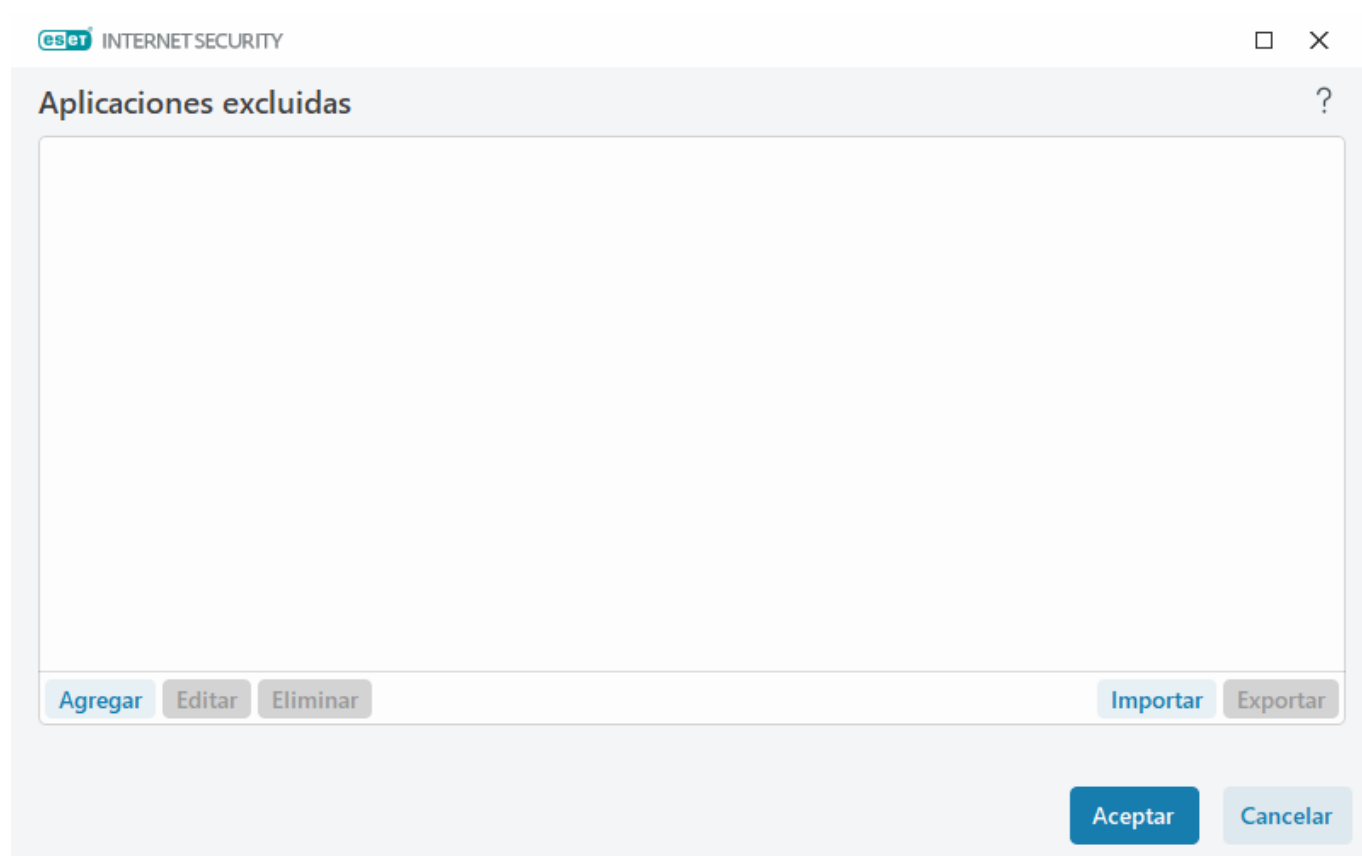 eset INTERNET SECURITY
Aplicaciones excluidas
?
Agregar Editar Eliminar Importar Exportar
Aceptar Cancelar